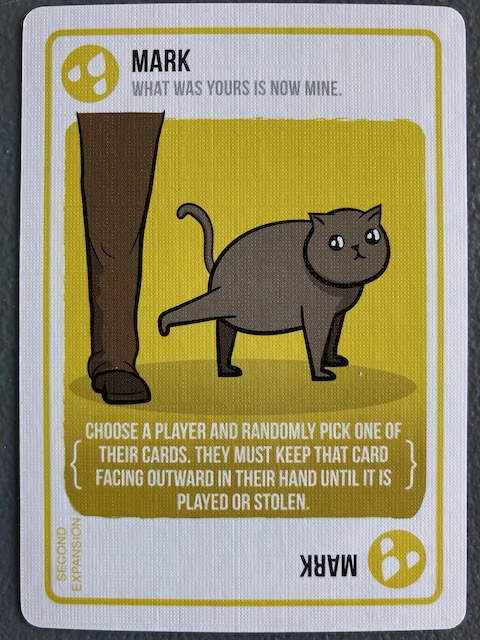 MARK
WHAT WAS YOURS IS NOW MINE.
CHOOSE A PLAYER AND RANDOMLY PICK ONE OF
THEIR CARDS. THEY MUST KEEP THAT CARD
FACING OUTWARD IN THEIR HAND UNTIL IT IS
PLAYED OR STOLEN.
SECOND
EXPANSION
MARK